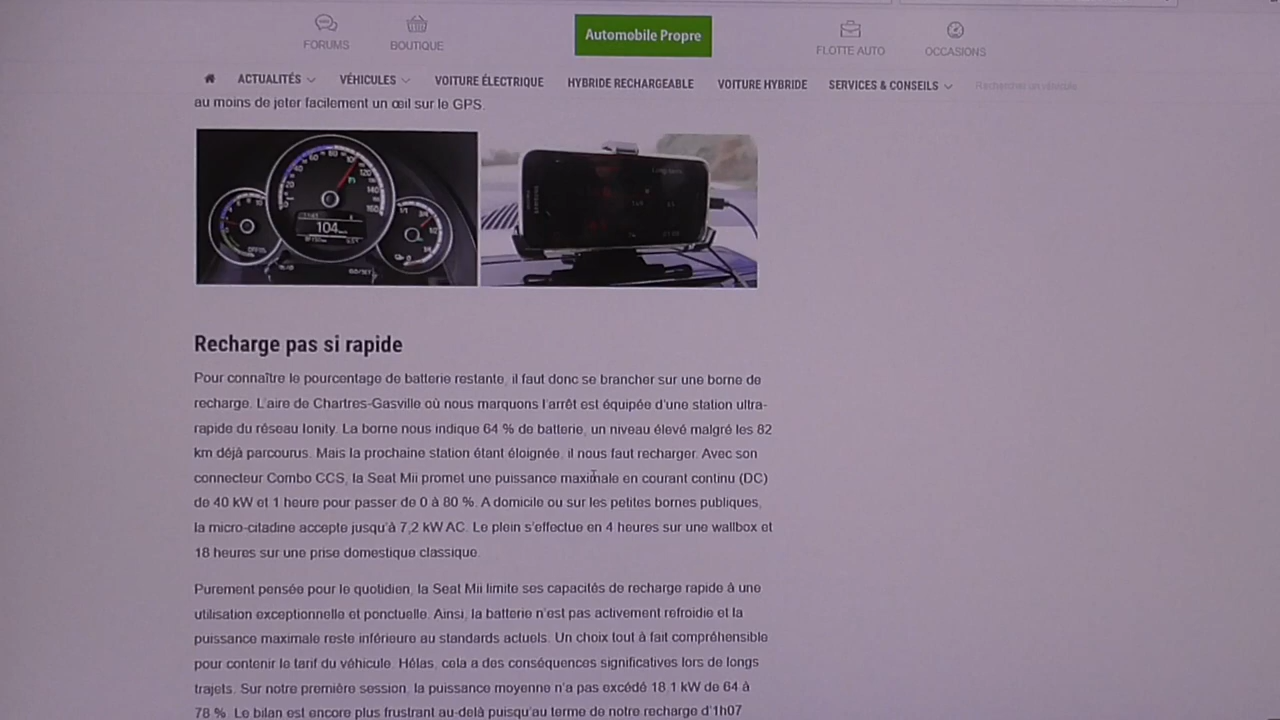 FORUMS
BOUTIQUE
Automobile Propre
FLOTTE AUTO
OCCASIONS
ACTUALITÉS
VÉHICULES
VOITURE ÉLECTRIQUE
HYBRIDE RECHARGEABLE
VOITURE HYBRIDE
SERVICES & CONSEILS
Rechercher un véhicule
au moins de jeter facilement un œil sur le GPS.
104
SAMSUNG
Recharge pas si rapide
Pour connaître le pourcentage de batterie restante, il faut donc se brancher sur une borne de
recharge. L'aire de Chartres-Gasville où nous marquons l'arrêt est équipée d'une station ultra-
rapide du réseau Ionity. La borne nous indique 64 % de batterie, un niveau élevé malgré les 82
km déjà parcourus. Mais la prochaine station étant éloignée, il nous faut recharger. Avec son
connecteur Combo CCS, la Seat Mii promet une puissance maximale en courant continu (DC)
de 40 kW et 1 heure pour passer de 0 à 80 %. A domicile ou sur les petites bornes publiques,
la micro-citadine accepte jusqu'à 7,2 kW AC. Le plein s'effectue en 4 heures sur une wallbox et
18 heures sur une prise domestique classique.
Purement pensée pour le quotidien, la Seat Mii limite ses capacités de recharge rapide à une
utilisation exceptionnelle et ponctuelle. Ainsi, la batterie n'est pas activement refroidie et la
puissance maximale reste inférieure au standards actuels. Un choix tout à fait compréhensible
pour contenir le tarif du véhicule. Hélas, cela a des conséquences significatives lors de longs
trajets. Sur notre première session, la puissance moyenne n'a pas excédé 18,1 kW de 64 à
78 %. Le bilan est encore plus frustrant au-delà puisqu'au terme de notre recharge d'1h07